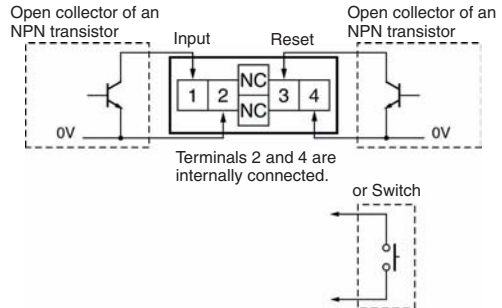 Open collector of an
NPN transistor
Open collector of an
NPN transistor
Input
Reset
1 2 NC NC 3 4
0V
0V
Terminals 2 and 4 are
internally connected.
or Switch